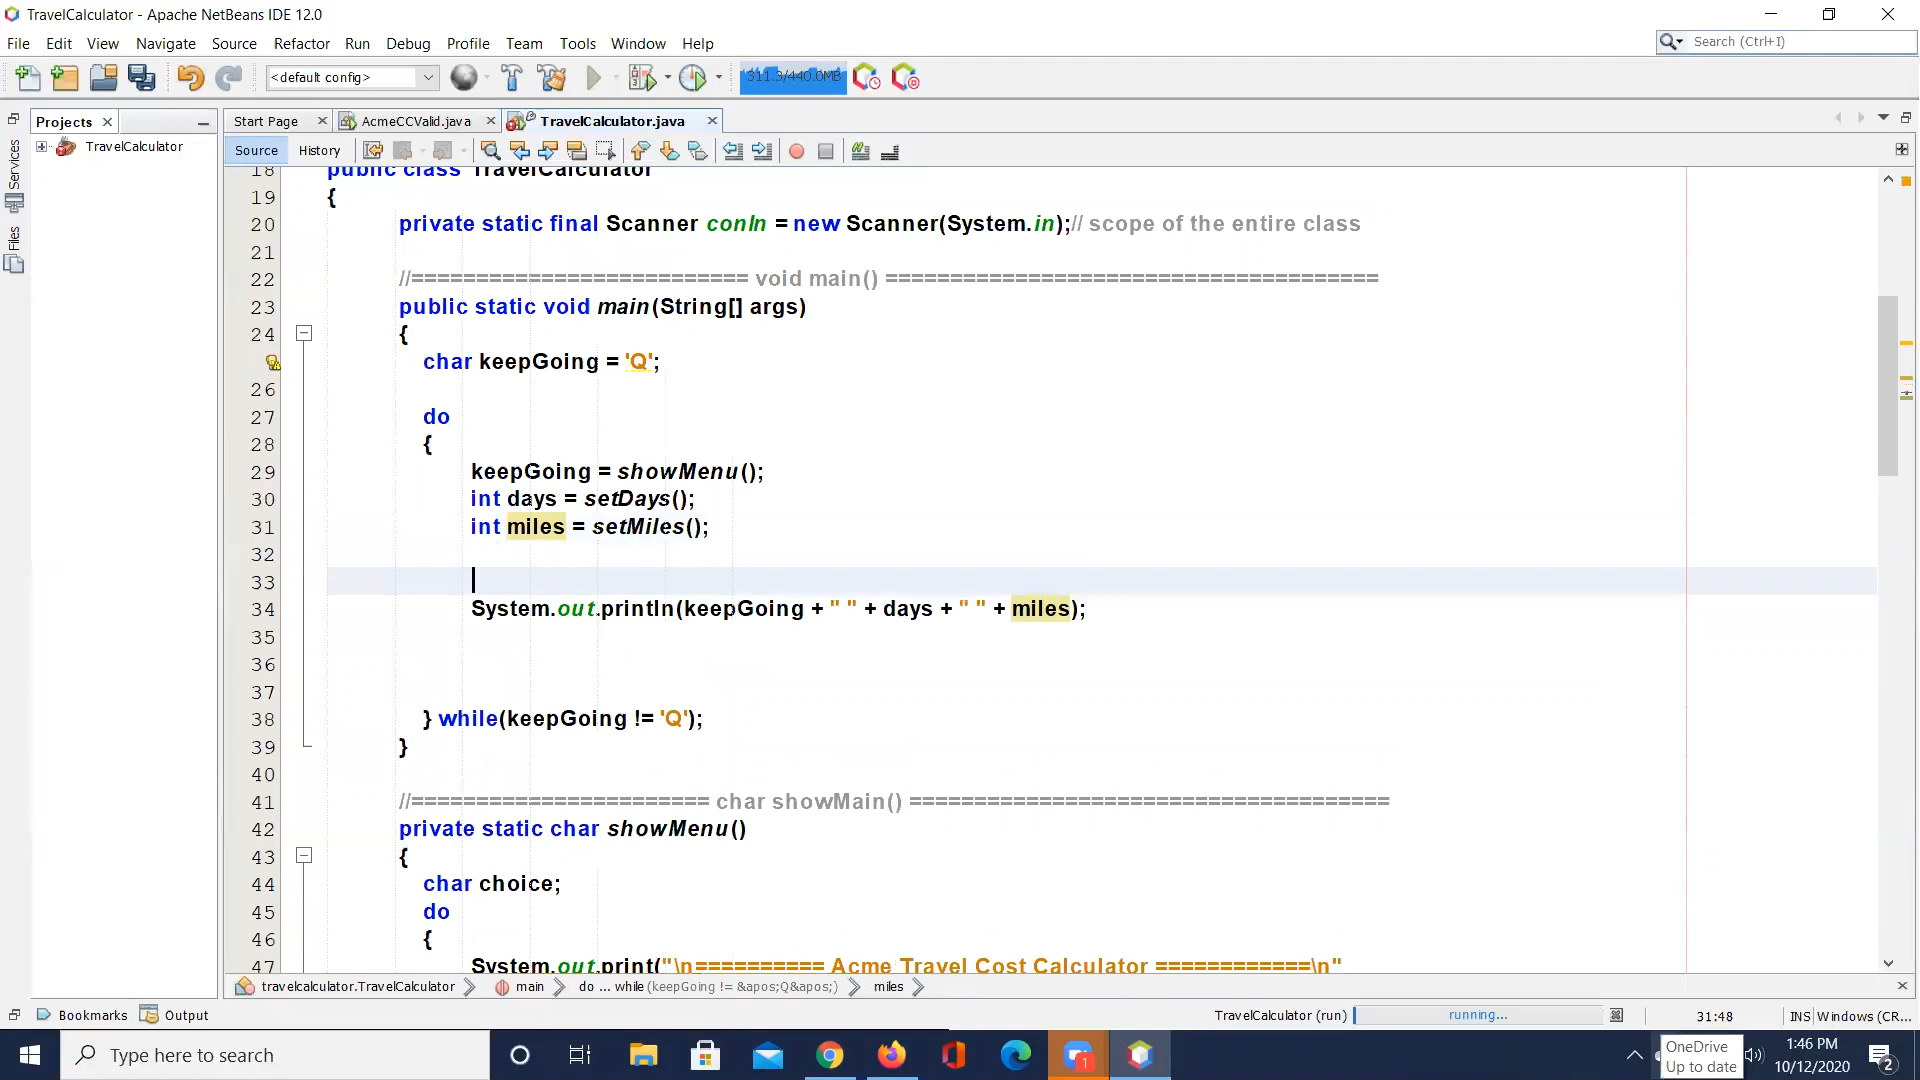 TravelCalculator - Apache NetBeans IDE 12.0
File Edit View Navigate Source Refactor Run Debug Profile Team Tools Window Help
Search (Ctrl+I)
<default config>
311.3/440.0MB
Projects
Start Page
AcmeCCValid.java
TravelCalculator.java
TravelCalculator
Services
Files
Source
History
18 public class TravelCalculator
19 {
20 private static final Scanner conIn = new Scanner(System.in);// scope of the entire class
21
22 //========================== void main() ======================================
23 public static void main(String[] args)
24 {
char keepGoing = 'Q';
26
27 do
28 {
29 keepGoing = showMenu();
30 int days = setDays();
31 int miles = setMiles();
32
33
34 System.out.println(keepGoing + " " + days + " " + miles);
35
36
37
38 } while(keepGoing != 'Q');
39 }
40
41 //======================= char showMain() =====================================
42 private static char showMenu()
43 {
44 char choice;
45 do
46 {
47 System.out.print("\n========== Acme Travel Cost Calculator ============\n"
travelcalculator.TravelCalculator
main
do ... while (keepGoing != &apos;Q&apos;)
miles
Bookmarks
Output
TravelCalculator (run)
running...
31:48
INS
Windows (CR...
Type here to search
1
OneDrive
Up to date
1:46 PM
10/12/2020
2